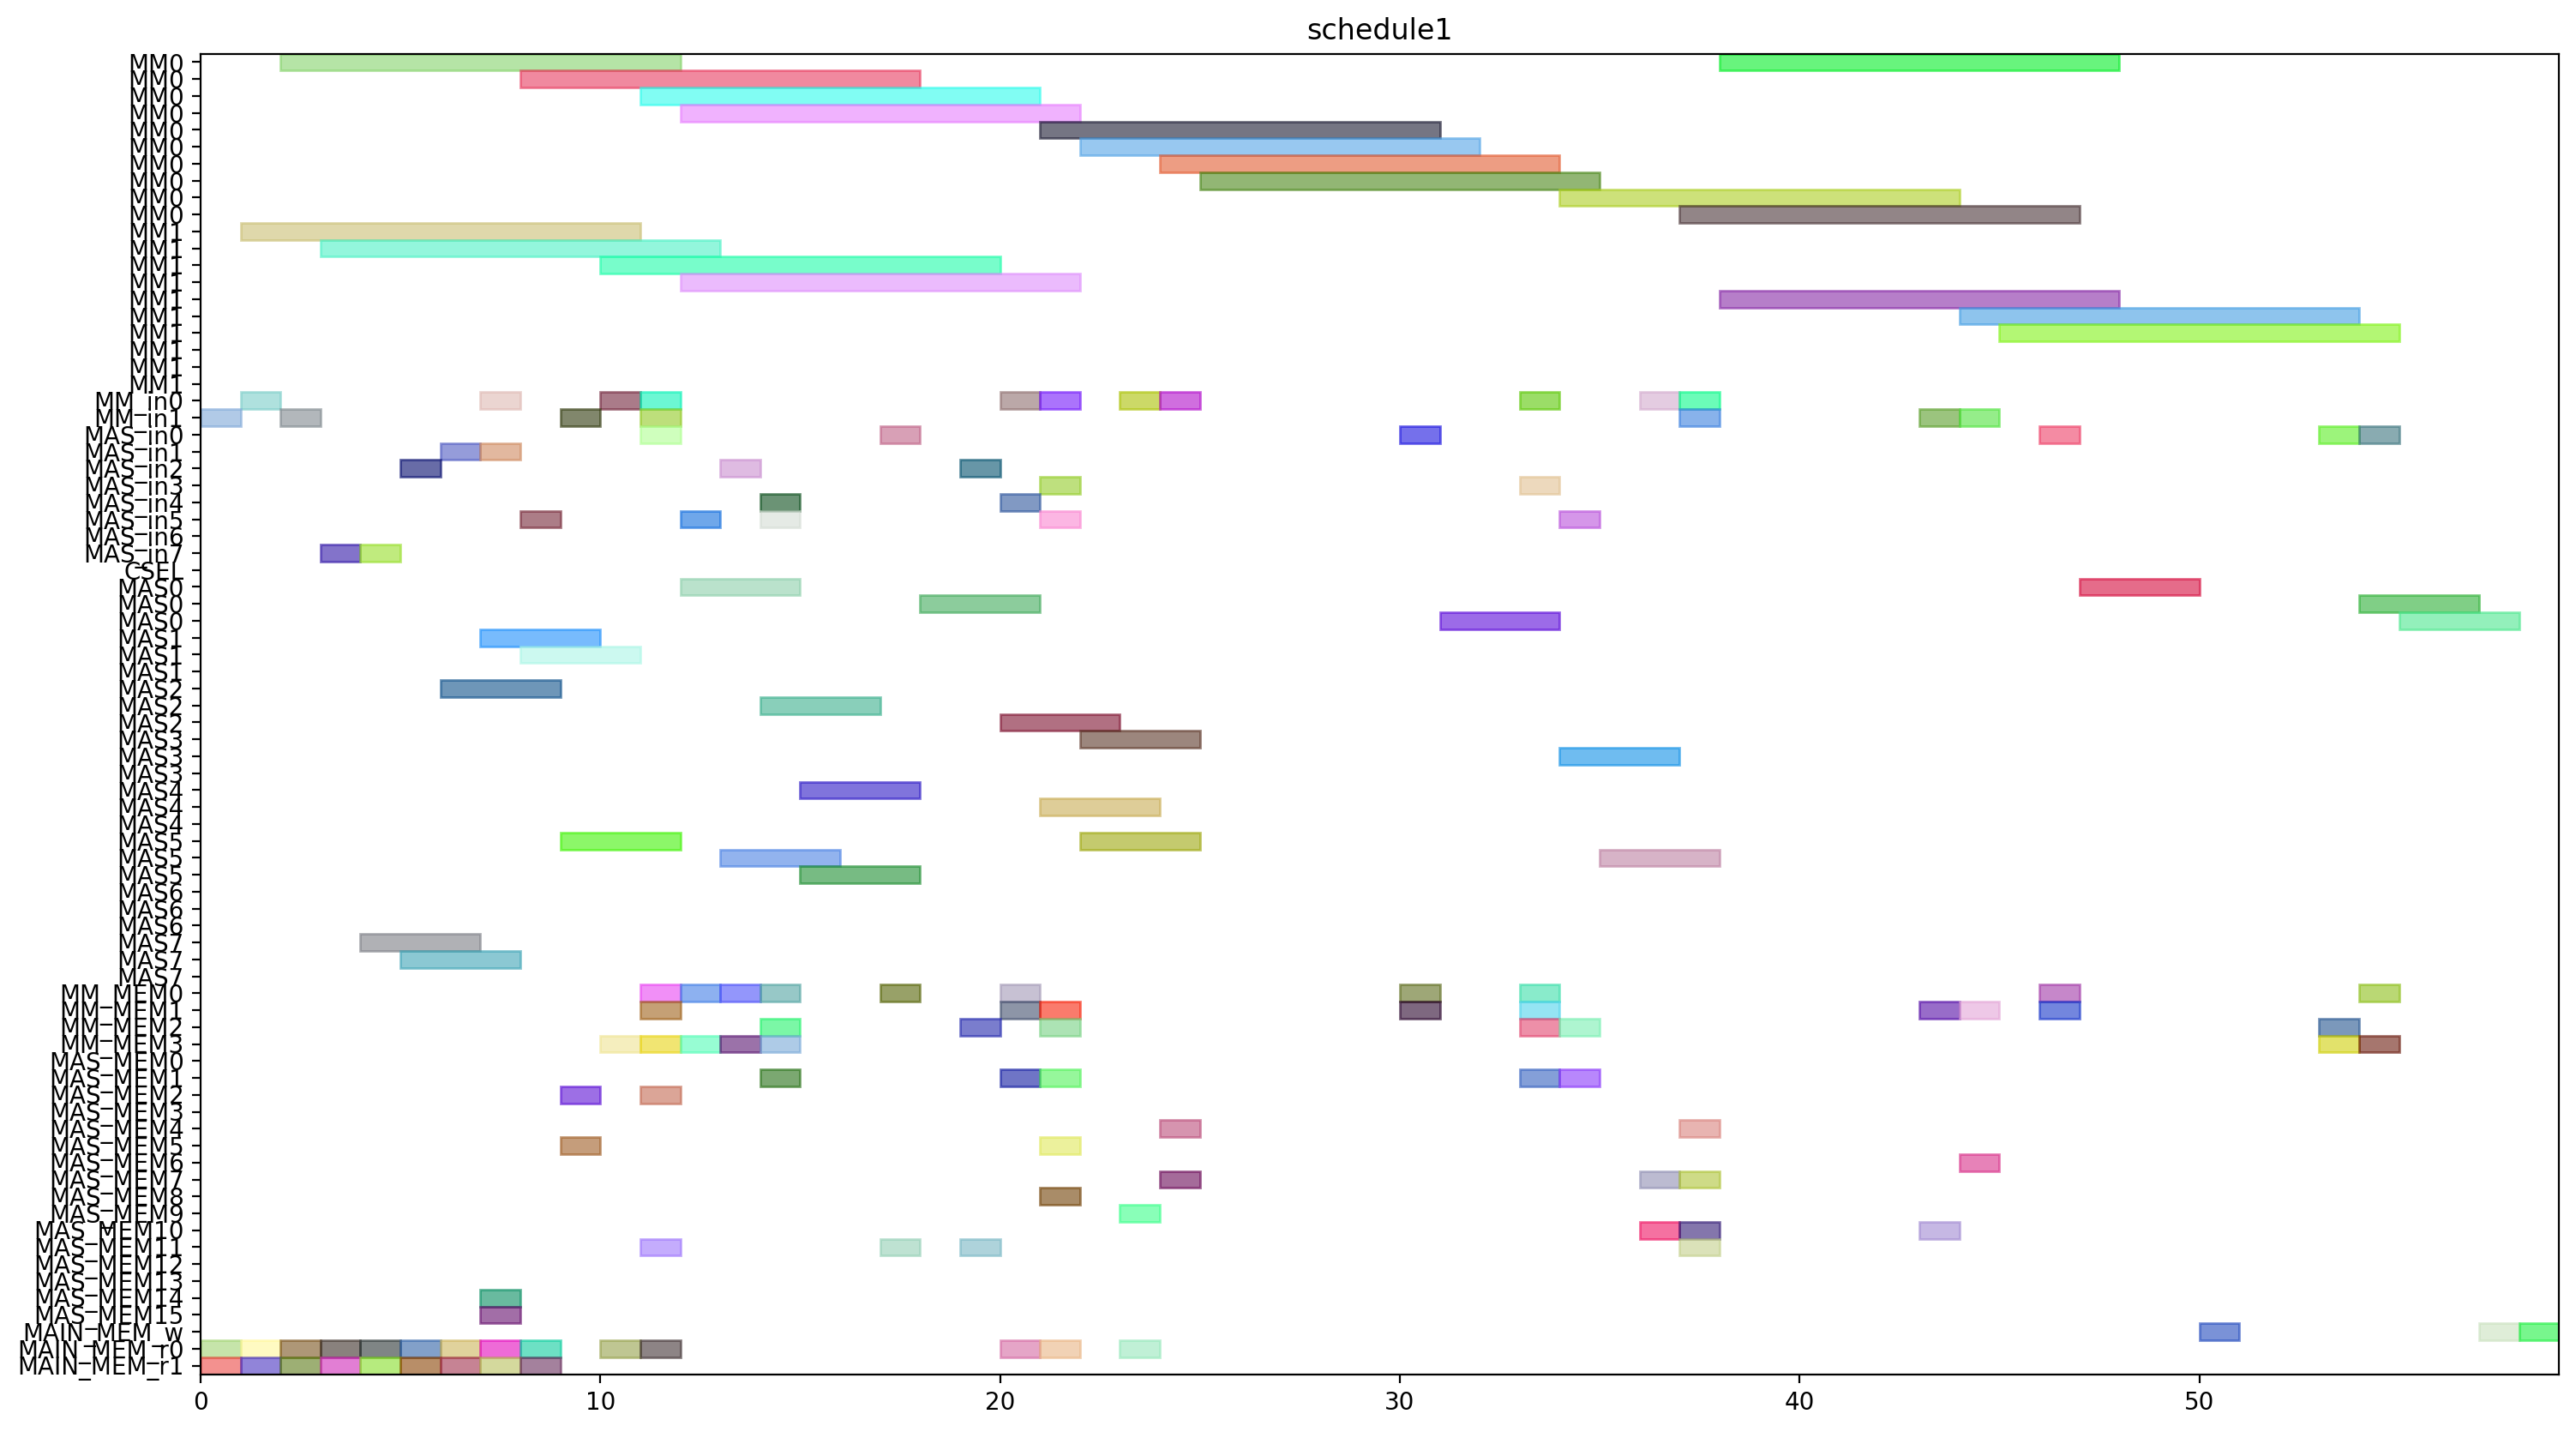 schedule1
MM0
MM0
MM0
MM0
MM0
MM0
MM0
MM0
MM0
MM0
MM1
MM1
MM1
MM1
MM1
MM1
MM1
MM1
MM1
MM1
MM_in0
MM_in1
MAS_in0
MAS_in1
MAS_in2
MAS_in3
MAS_in4
MAS_in5
MAS_in6
MAS_in7
CSEL
MAS0
MAS0
MAS0
MAS1
MAS1
MAS1
MAS2
MAS2
MAS2
MAS3
MAS3
MAS3
MAS4
MAS4
MAS4
MAS5
MAS5
MAS5
MAS6
MAS6
MAS6
MAS7
MAS7
MAS7
MM_MEM0
MM_MEM1
MM_MEM2
MM_MEM3
MAS_MEM0
MAS_MEM1
MAS_MEM2
MAS_MEM3
MAS_MEM4
MAS_MEM5
MAS_MEM6
MAS_MEM7
MAS_MEM8
MAS_MEM9
MAS_MEM10
MAS_MEM11
MAS_MEM12
MAS_MEM13
MAS_MEM14
MAS_MEM15
MAIN_MEM_w
MAIN_MEM_r0
MAIN_MEM_r1
0 10 20 30 40 50